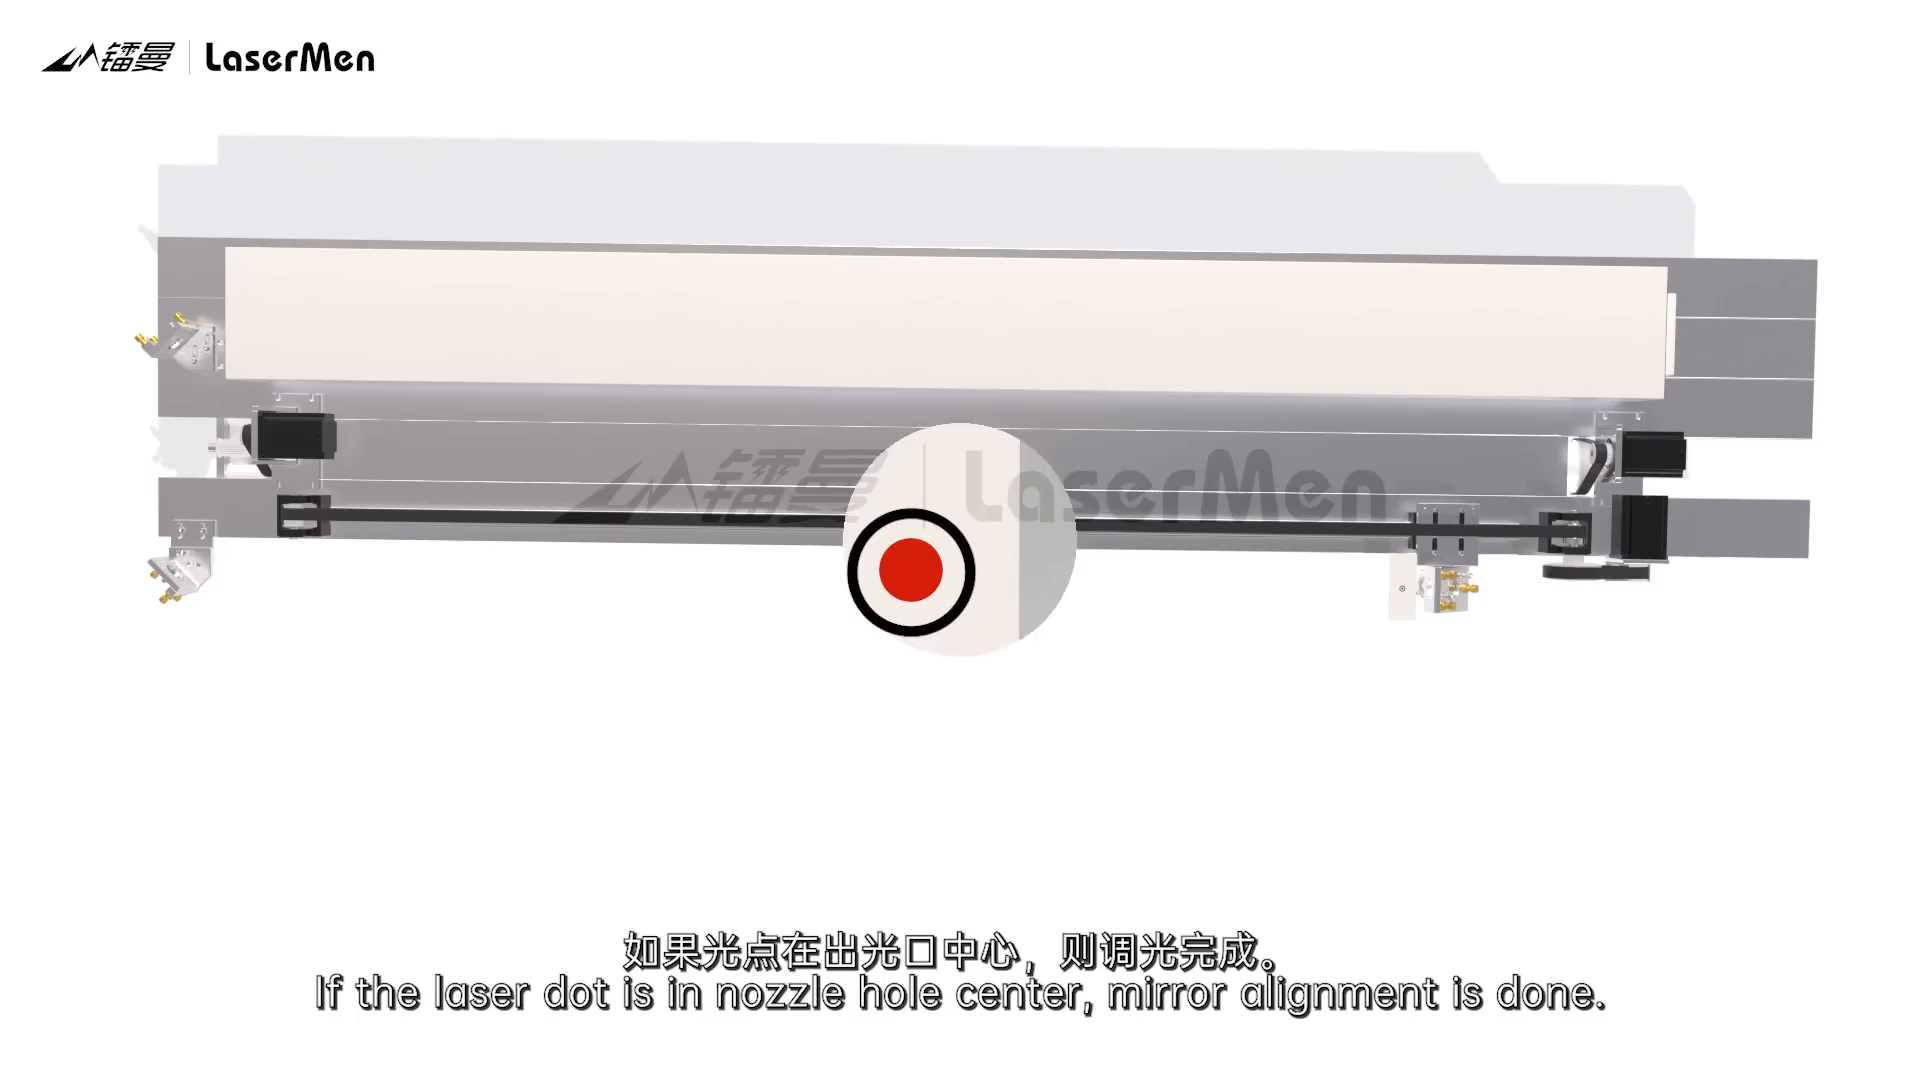 镭曼 LaserMen
镭曼 LaserMen
如果光点在出光口中心，则调光完成。
If the laser dot is in nozzle hole center, mirror alignment is done.